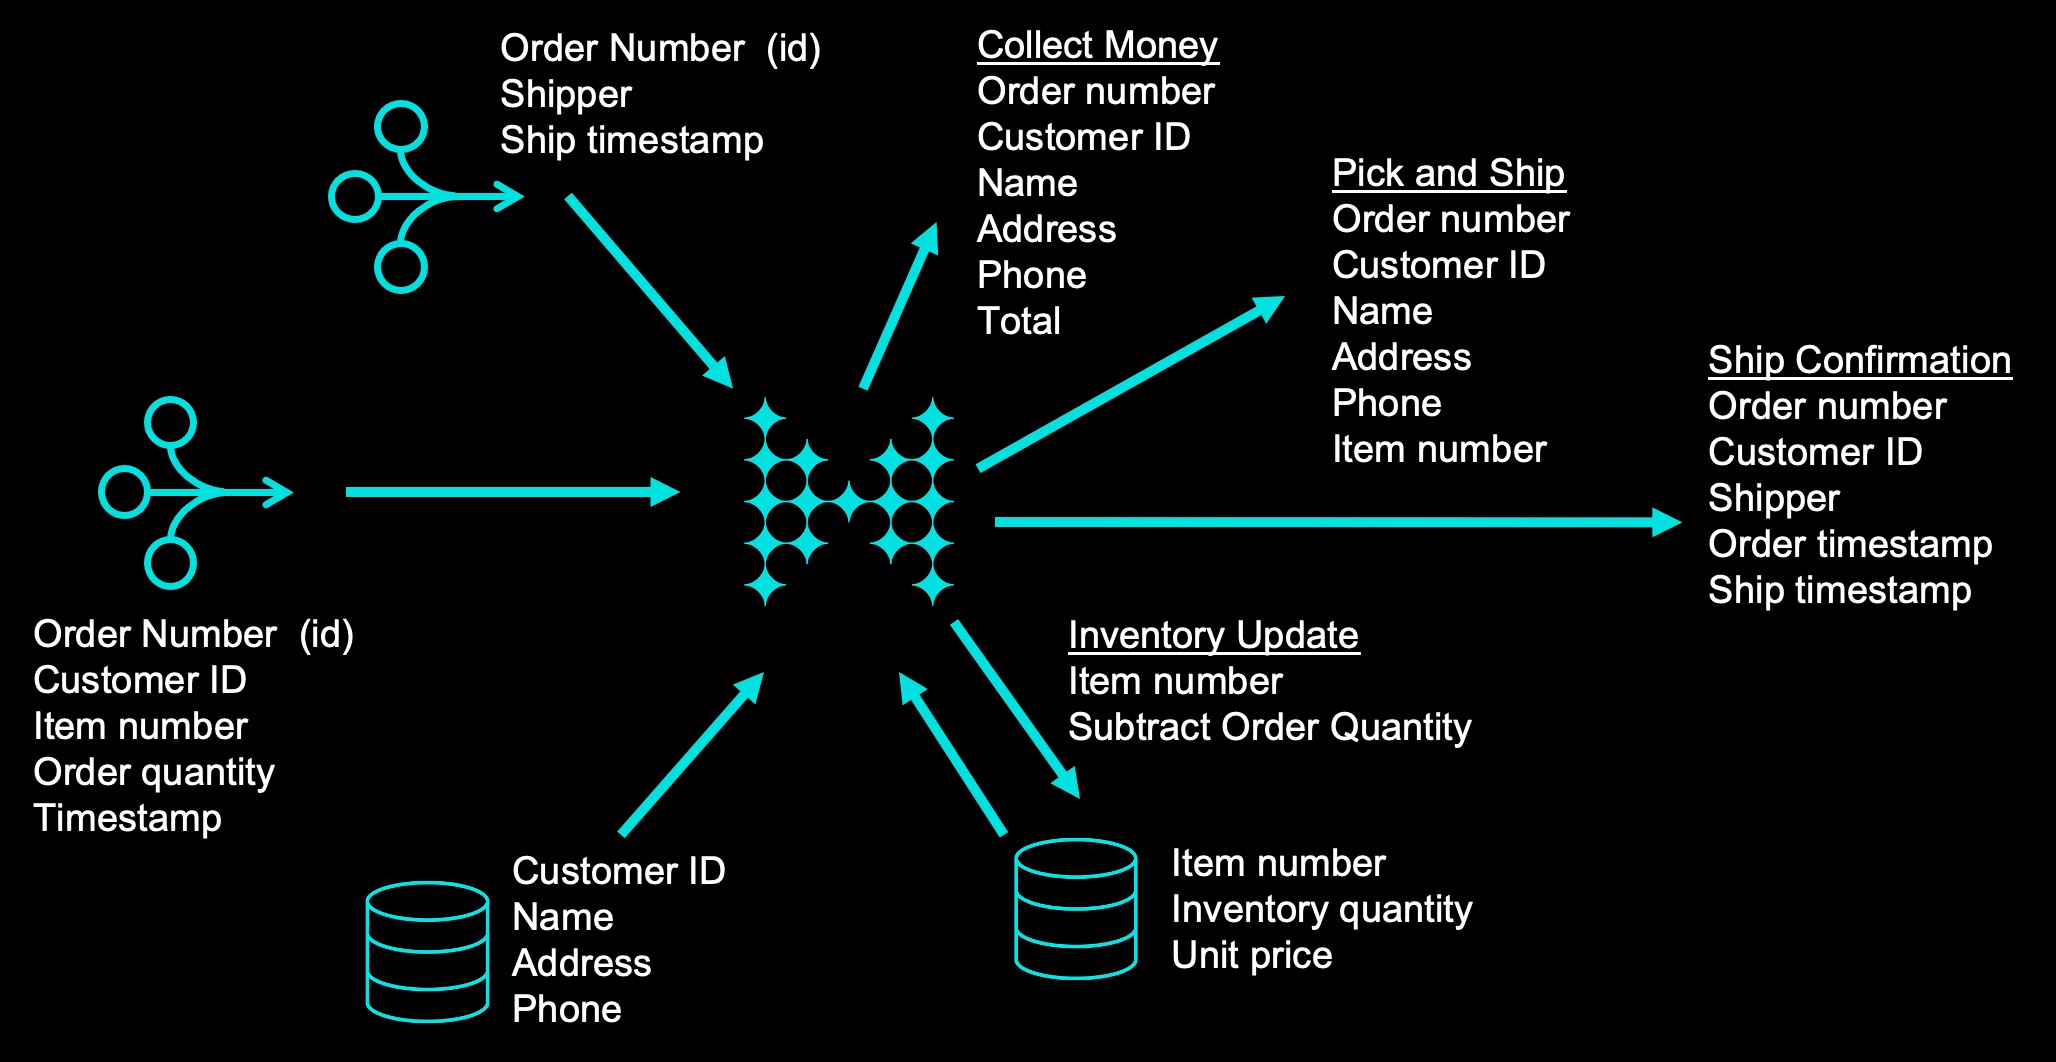 Order Number  (id)
Shipper
Ship timestamp
Collect Money
Order number
Customer ID
Name
Address
Phone
Total
Pick and Ship
Order number
Customer ID
Name
Address
Phone
Item number
Ship Confirmation
Order number
Customer ID
Shipper
Order timestamp
Ship timestamp
Order Number  (id)
Customer ID
Item number
Order quantity
Timestamp
Inventory Update
Item number
Subtract Order Quantity
Customer ID
Name
Address
Phone
Item number
Inventory quantity
Unit price